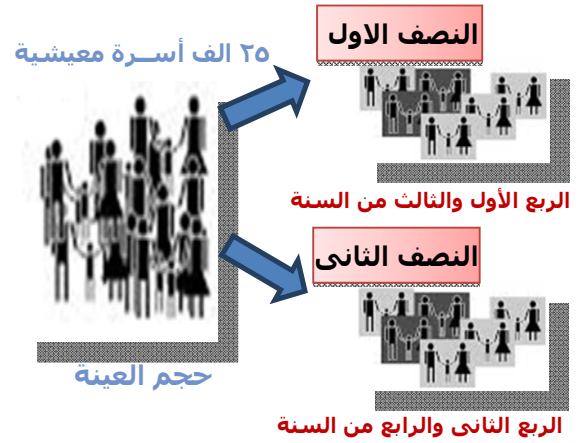 النصف الاول
٢٥ الف أســرة معيشية
الربع الأول والثالث من السنة
النصف الثانى
حجم العينة
الربع الثانى والرابع من السنة